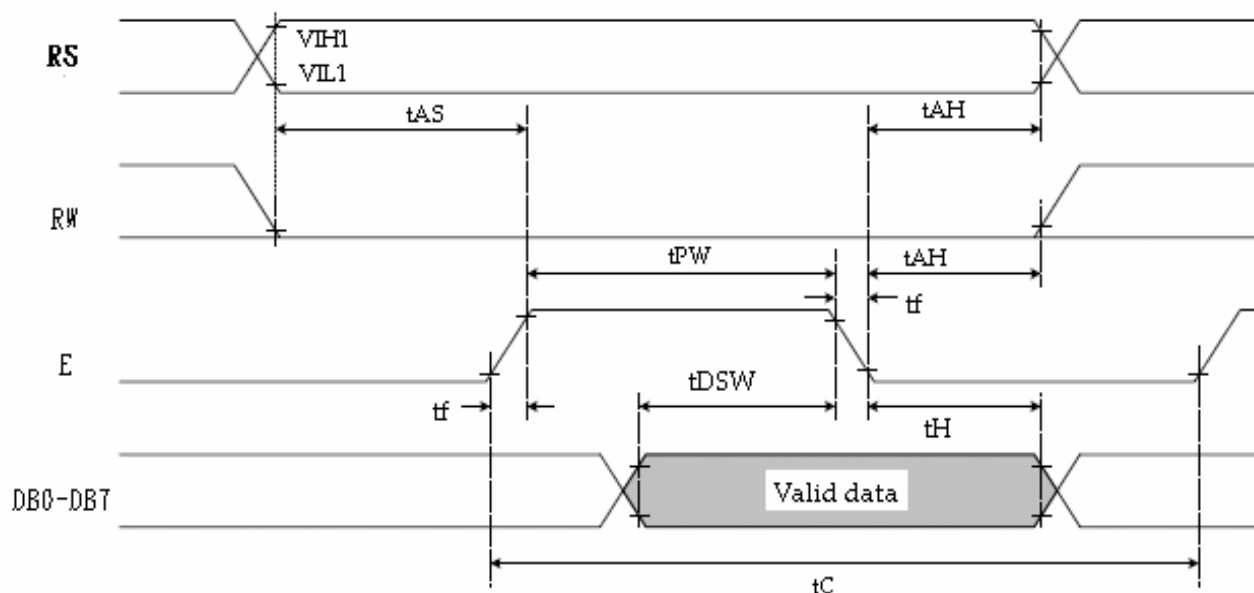 RS
VIH1
VIL1
tAS
tAH
RW
tPW
tAH
tf
E
tDSW
tf
tH
DB0-DB7
Valid data
tC